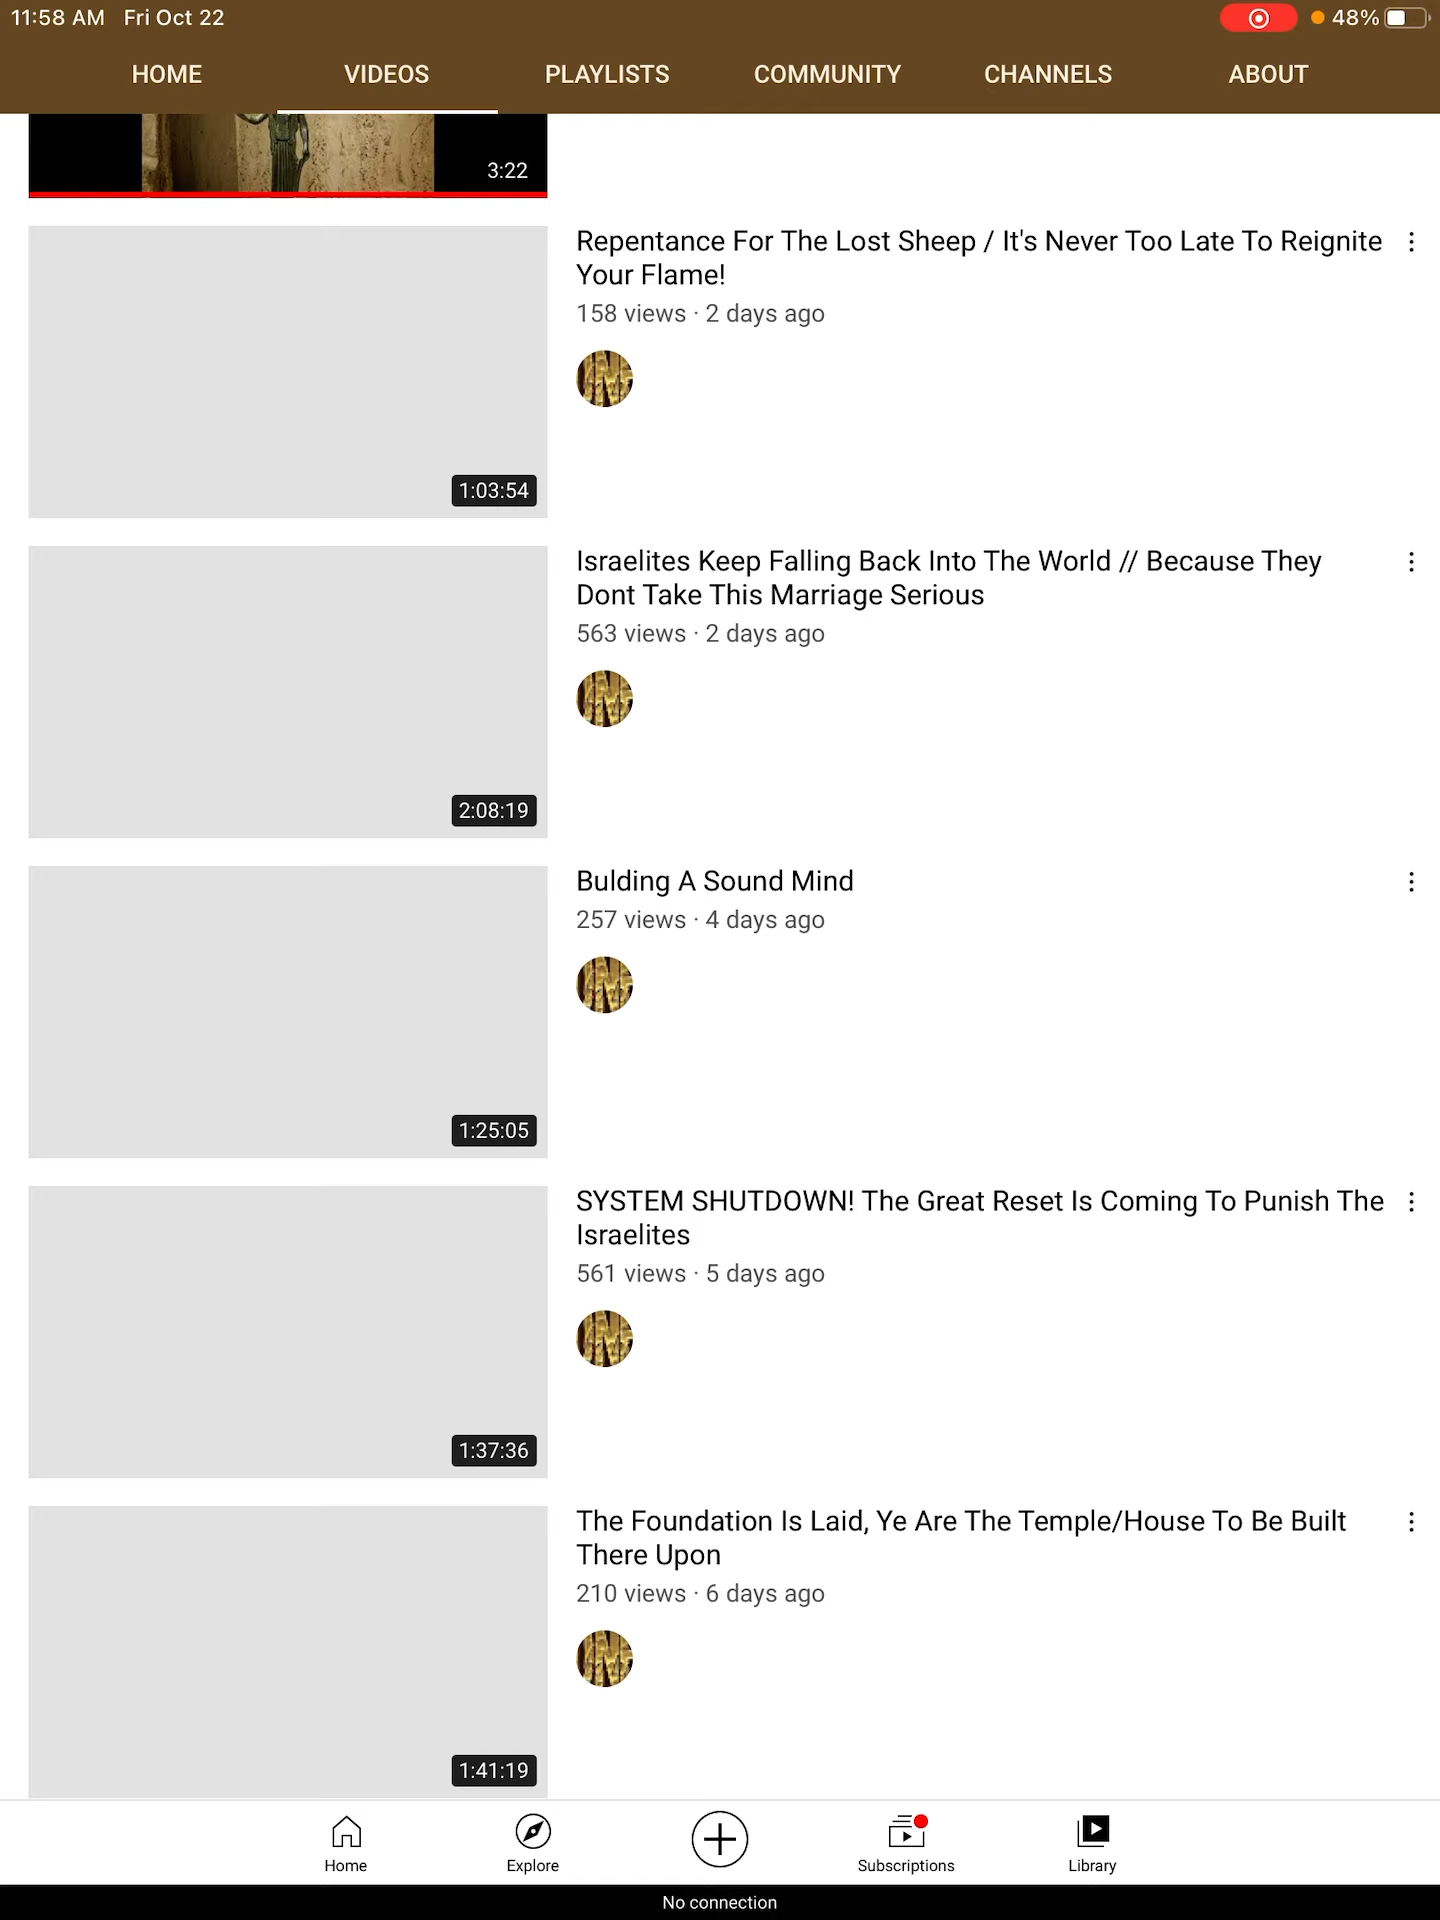 11:58 AM Fri Oct 22 48%
HOME VIDEOS PLAYLISTS COMMUNITY CHANNELS ABOUT
3:22
Repentance For The Lost Sheep / It's Never Too Late To Reignite
Your Flame!
158 views · 2 days ago
1:03:54
Israelites Keep Falling Back Into The World // Because They
Dont Take This Marriage Serious
563 views · 2 days ago
2:08:19
Bulding A Sound Mind
257 views · 4 days ago
1:25:05
SYSTEM SHUTDOWN! The Great Reset Is Coming To Punish The
Israelites
561 views · 5 days ago
1:37:36
The Foundation Is Laid, Ye Are The Temple/House To Be Built
There Upon
210 views · 6 days ago
1:41:19
Home Explore Subscriptions Library
No connection